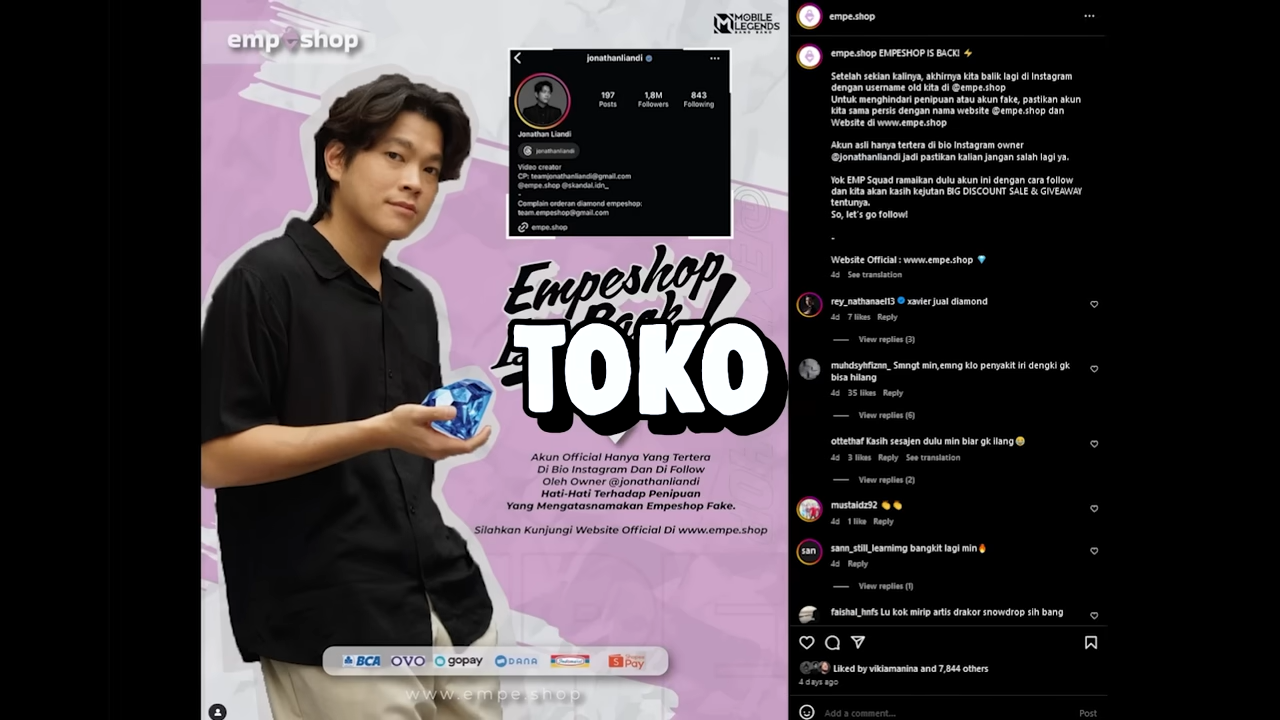 emp shop
MOBILE
LEGENDS
BANG BANG
jonathanliandi
197
Posts
1,8M
Followers
843
Following
Jonathan Liandi
jonathanliandi
Video creator
CP: teamjonathanliandi@gmail.com
@empe.shop @skandal.idn_
-
Complain orderan diamond empeshop:
team.empeshop@gmail.com
empe.shop
Empeshop
Back!
TOKO
Akun Official Hanya Yang Tertera
Di Bio Instagram Dan Di Follow
Oleh Owner @jonathanliandi
Hati-Hati Terhadap Penipuan
Yang Mengatasnamakan Empeshop Fake.
Silahkan Kunjungi Website Official Di www.empe.shop
BCA OVO gopay DANA Indomaret Shopee Pay
www.empe.shop
empe.shop
empe.shop EMPESHOP IS BACK! ⚡
Setelah sekian kalinya, akhirnya kita balik lagi di Instagram
dengan username old kita di @empe.shop
Untuk menghindari penipuan atau akun fake, pastikan akun
kita sama persis dengan nama website @empe.shop dan
Website di www.empe.shop
Akun asli hanya tertera di bio Instagram owner
@jonathanliandi jadi pastikan kalian jangan salah lagi ya.
Yok EMP Squad ramaikan dulu akun ini dengan cara follow
dan kita akan kasih kejutan BIG DISCOUNT SALE & GIVEAWAY
tentunya.
So, let's go follow!
-
Website Official : www.empe.shop 💎
4d See translation
rey_nathanael13 xavier jual diamond
4d 7 likes Reply
View replies (3)
muhdsyhfiznn_ Smngt min,emng klo penyakit iri dengki gk
bisa hilang
4d 35 likes Reply
View replies (6)
ottethaf Kasih sesajen dulu min biar gk ilang
4d 3 likes Reply See translation
View replies (2)
mustaidz92 👏👏
4d 1 like Reply
san
sann_still_learnimg bangkit lagi min🔥
4d Reply
View replies (1)
faishal_hnfs Lu kok mirip artis drakor snowdrop sih bang
Liked by vikiamanina and 7,844 others
4 days ago
Add a comment...
Post